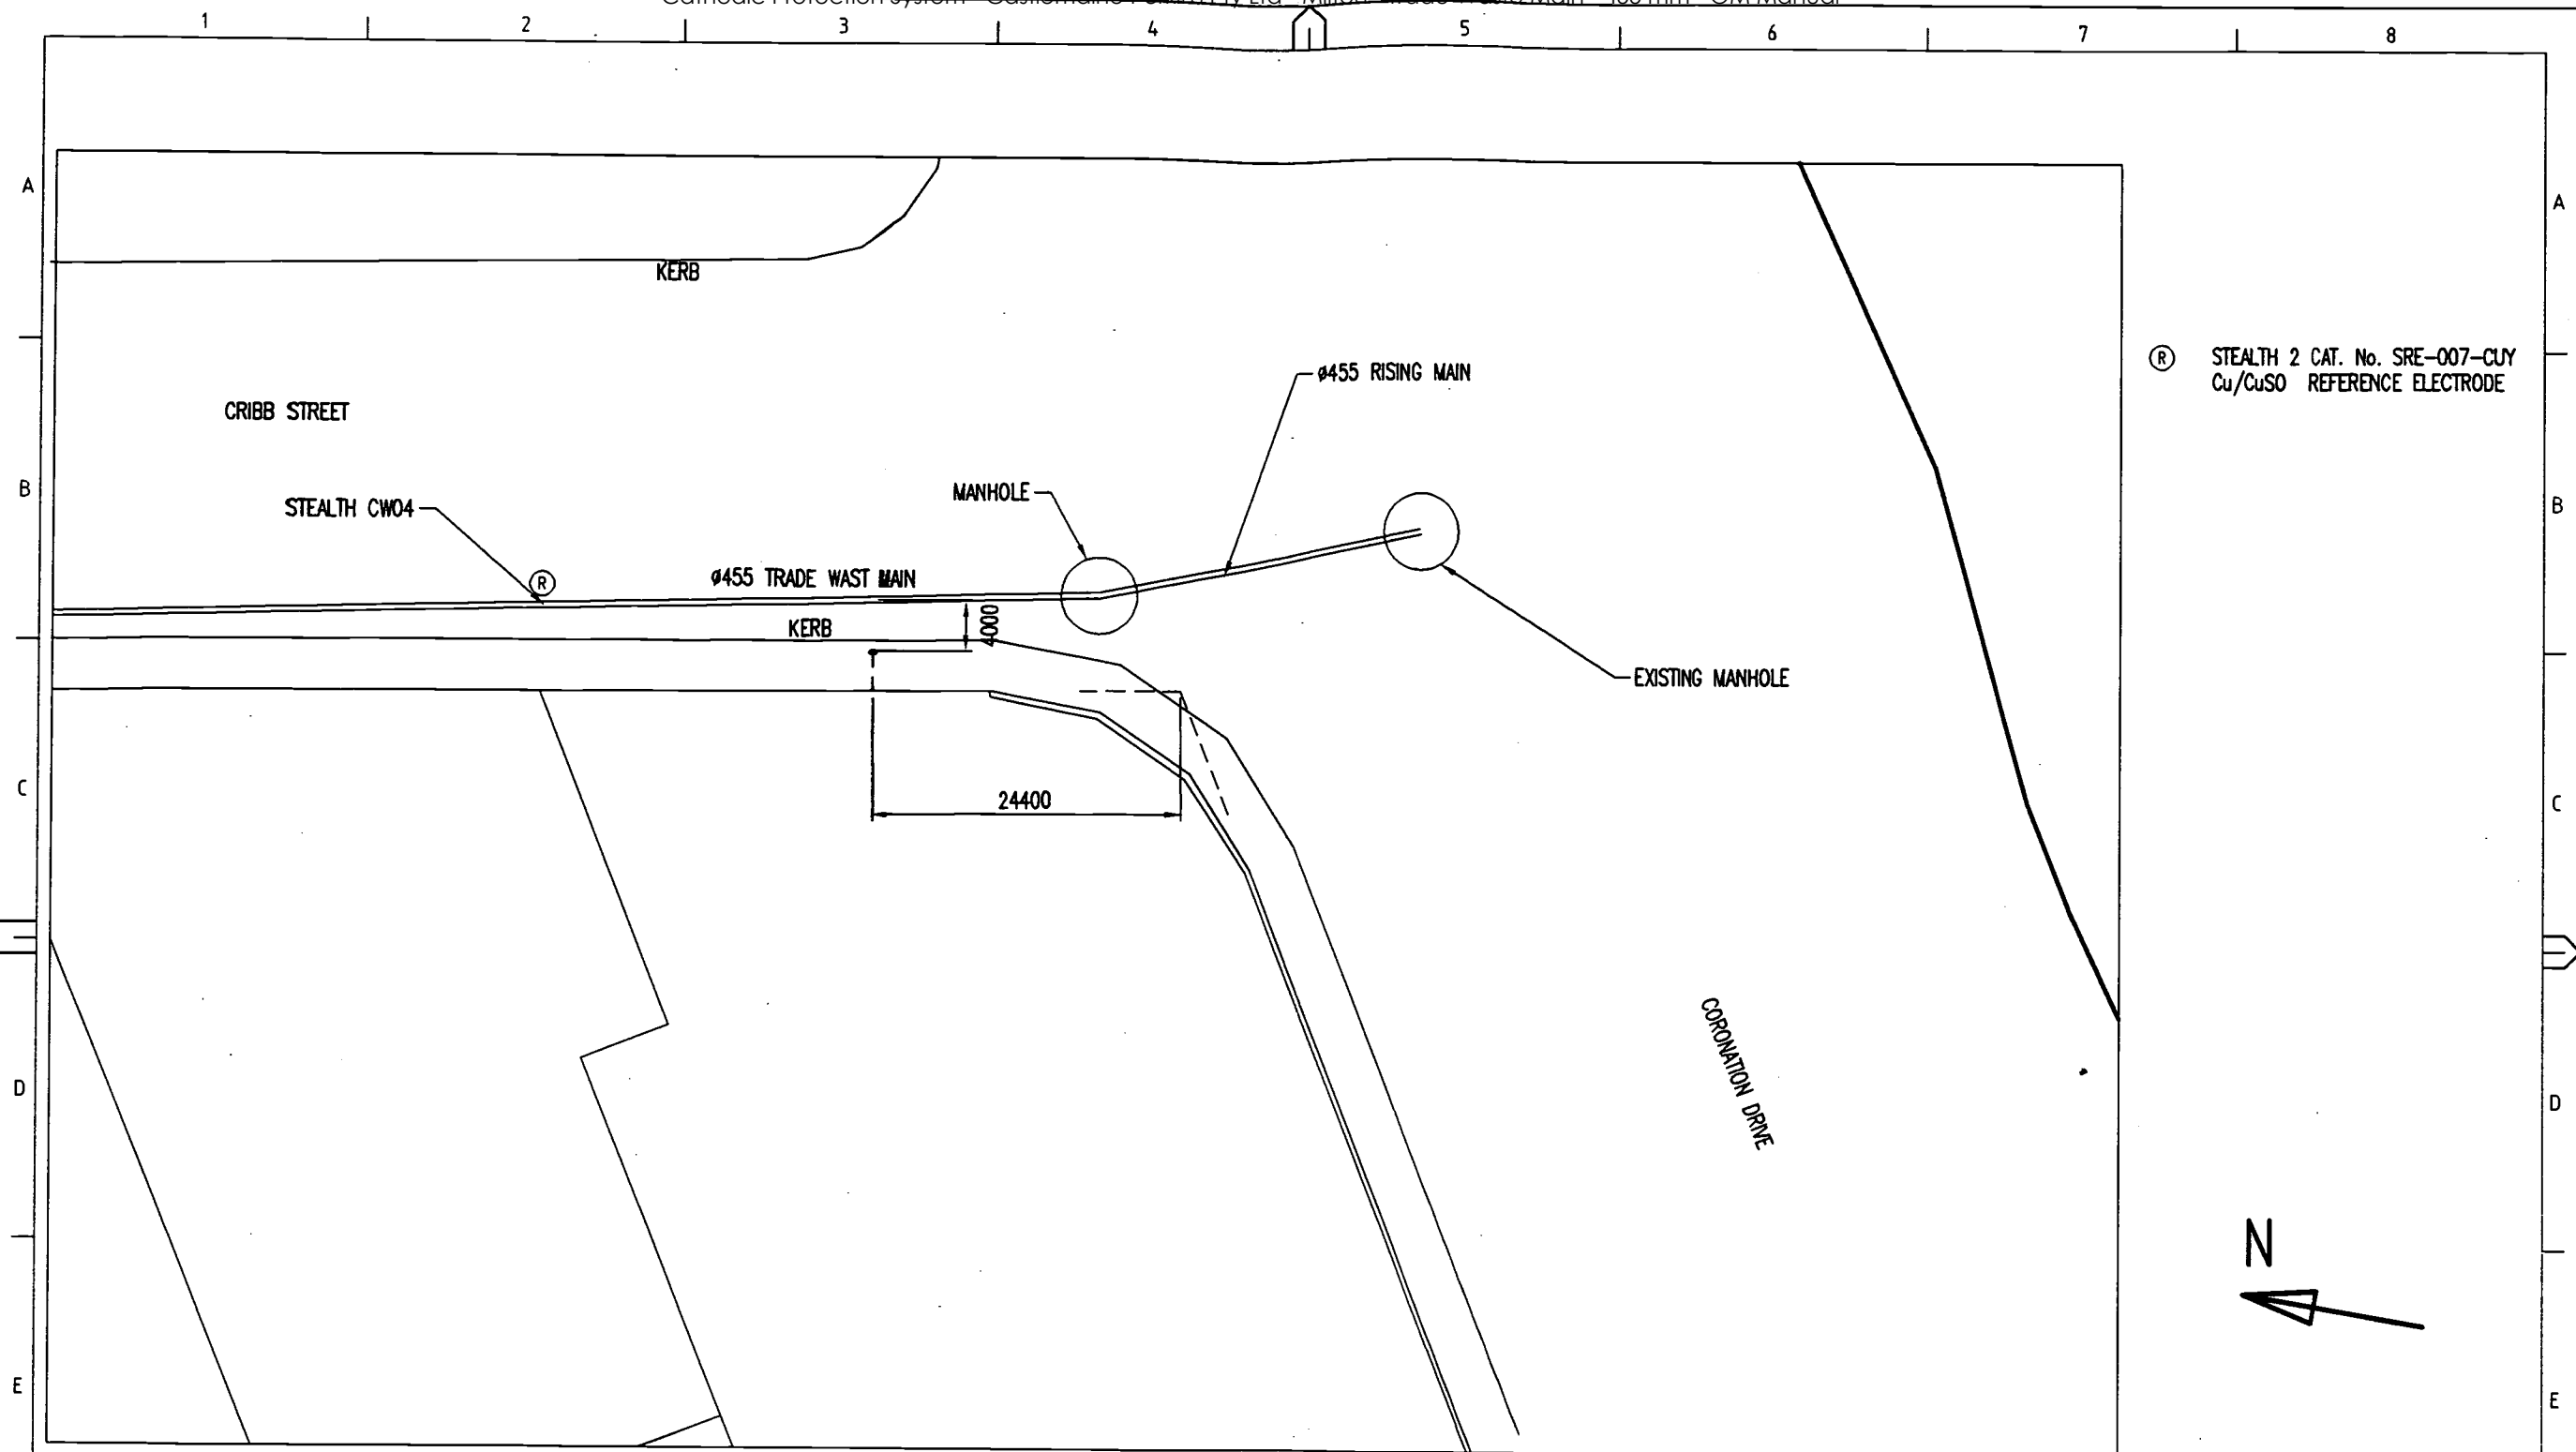 1 2 3 4 5 6 7 8
A A
KERB
STEALTH 2 CAT. No. SRE-007-CUY
Ⓡ
Cu/CuSO REFERENCE ELECTRODE
ø455 RISING MAIN
CRIBB STREET
B B
MANHOLE
STEALTH CW04
Ⓡ
ø455 TRADE WAST MAIN
KERB
4000
EXISTING MANHOLE
C C
24400
CORONATION DRIVE
D D
N
E E